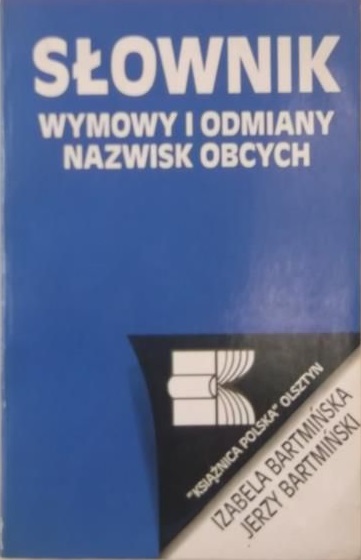 SŁOWNIK
WYMOWY I ODMIANY
NAZWISK OBCYCH
"KSIĄŻNICA POLSKA" OLSZTYN
IZABELA BARTMIŃSKA
JERZY BARTMIŃSKI